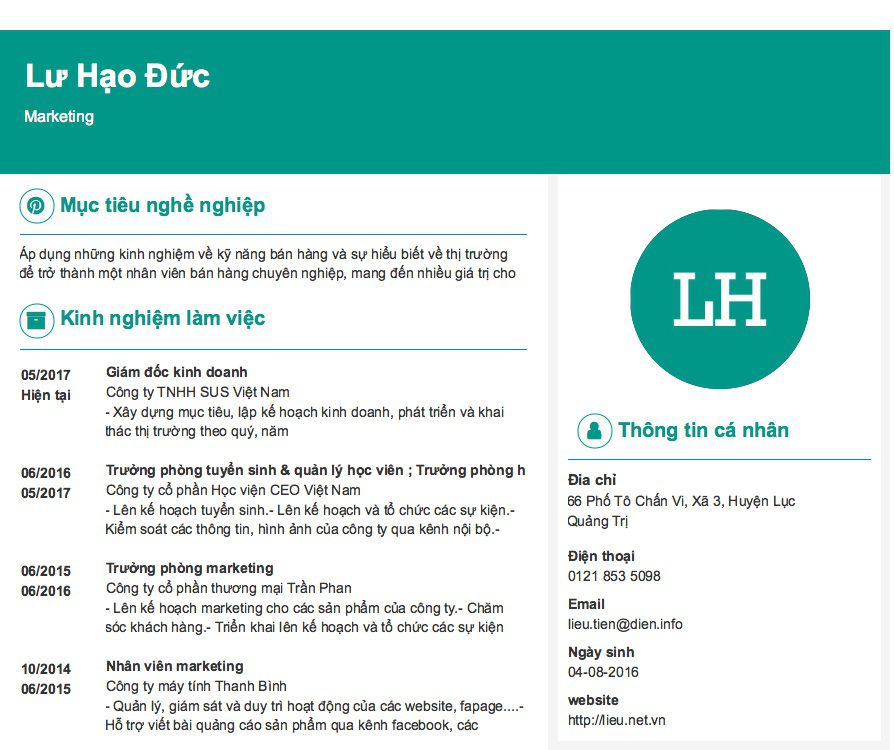 Lư Hạo Đức
Marketing
Mục tiêu nghề nghiệp
Áp dụng những kinh nghiệm về kỹ năng bán hàng và sự hiểu biết về thị trường
để trở thành một nhân viên bán hàng chuyên nghiệp, mang đến nhiều giá trị cho
Kinh nghiệm làm việc
05/2017
Hiện tại
Giám đốc kinh doanh
Công ty TNHH SUS Việt Nam
- Xây dựng mục tiêu, lập kế hoạch kinh doanh, phát triển và khai
thác thị trường theo quý, năm
06/2016
05/2017
Trưởng phòng tuyển sinh & quản lý học viên ; Trưởng phòng h
Công ty cổ phần Học viện CEO Việt Nam
- Lên kế hoạch tuyển sinh.- Lên kế hoạch và tổ chức các sự kiện.-
Kiểm soát các thông tin, hình ảnh của công ty qua kênh nội bộ.-
06/2015
06/2016
Trưởng phòng marketing
Công ty cổ phần thương mại Trần Phan
- Lên kế hoạch marketing cho các sản phẩm của công ty.- Chăm
sóc khách hàng.- Triển khai lên kế hoạch và tổ chức các sự kiện
10/2014
06/2015
Nhân viên marketing
Công ty máy tính Thanh Bình
- Quản lý, giám sát và duy trì hoạt động của các website, fapage....-
Hỗ trợ viết bài quảng cáo sản phẩm qua kênh facebook, các
LH
Thông tin cá nhân
Đia chỉ
66 Phố Tô Chấn Vi, Xã 3, Huyện Lục
Quảng Trị
Điện thoại
0121 853 5098
Email
lieu.tien@dien.info
Ngày sinh
04-08-2016
website
http://lieu.net.vn